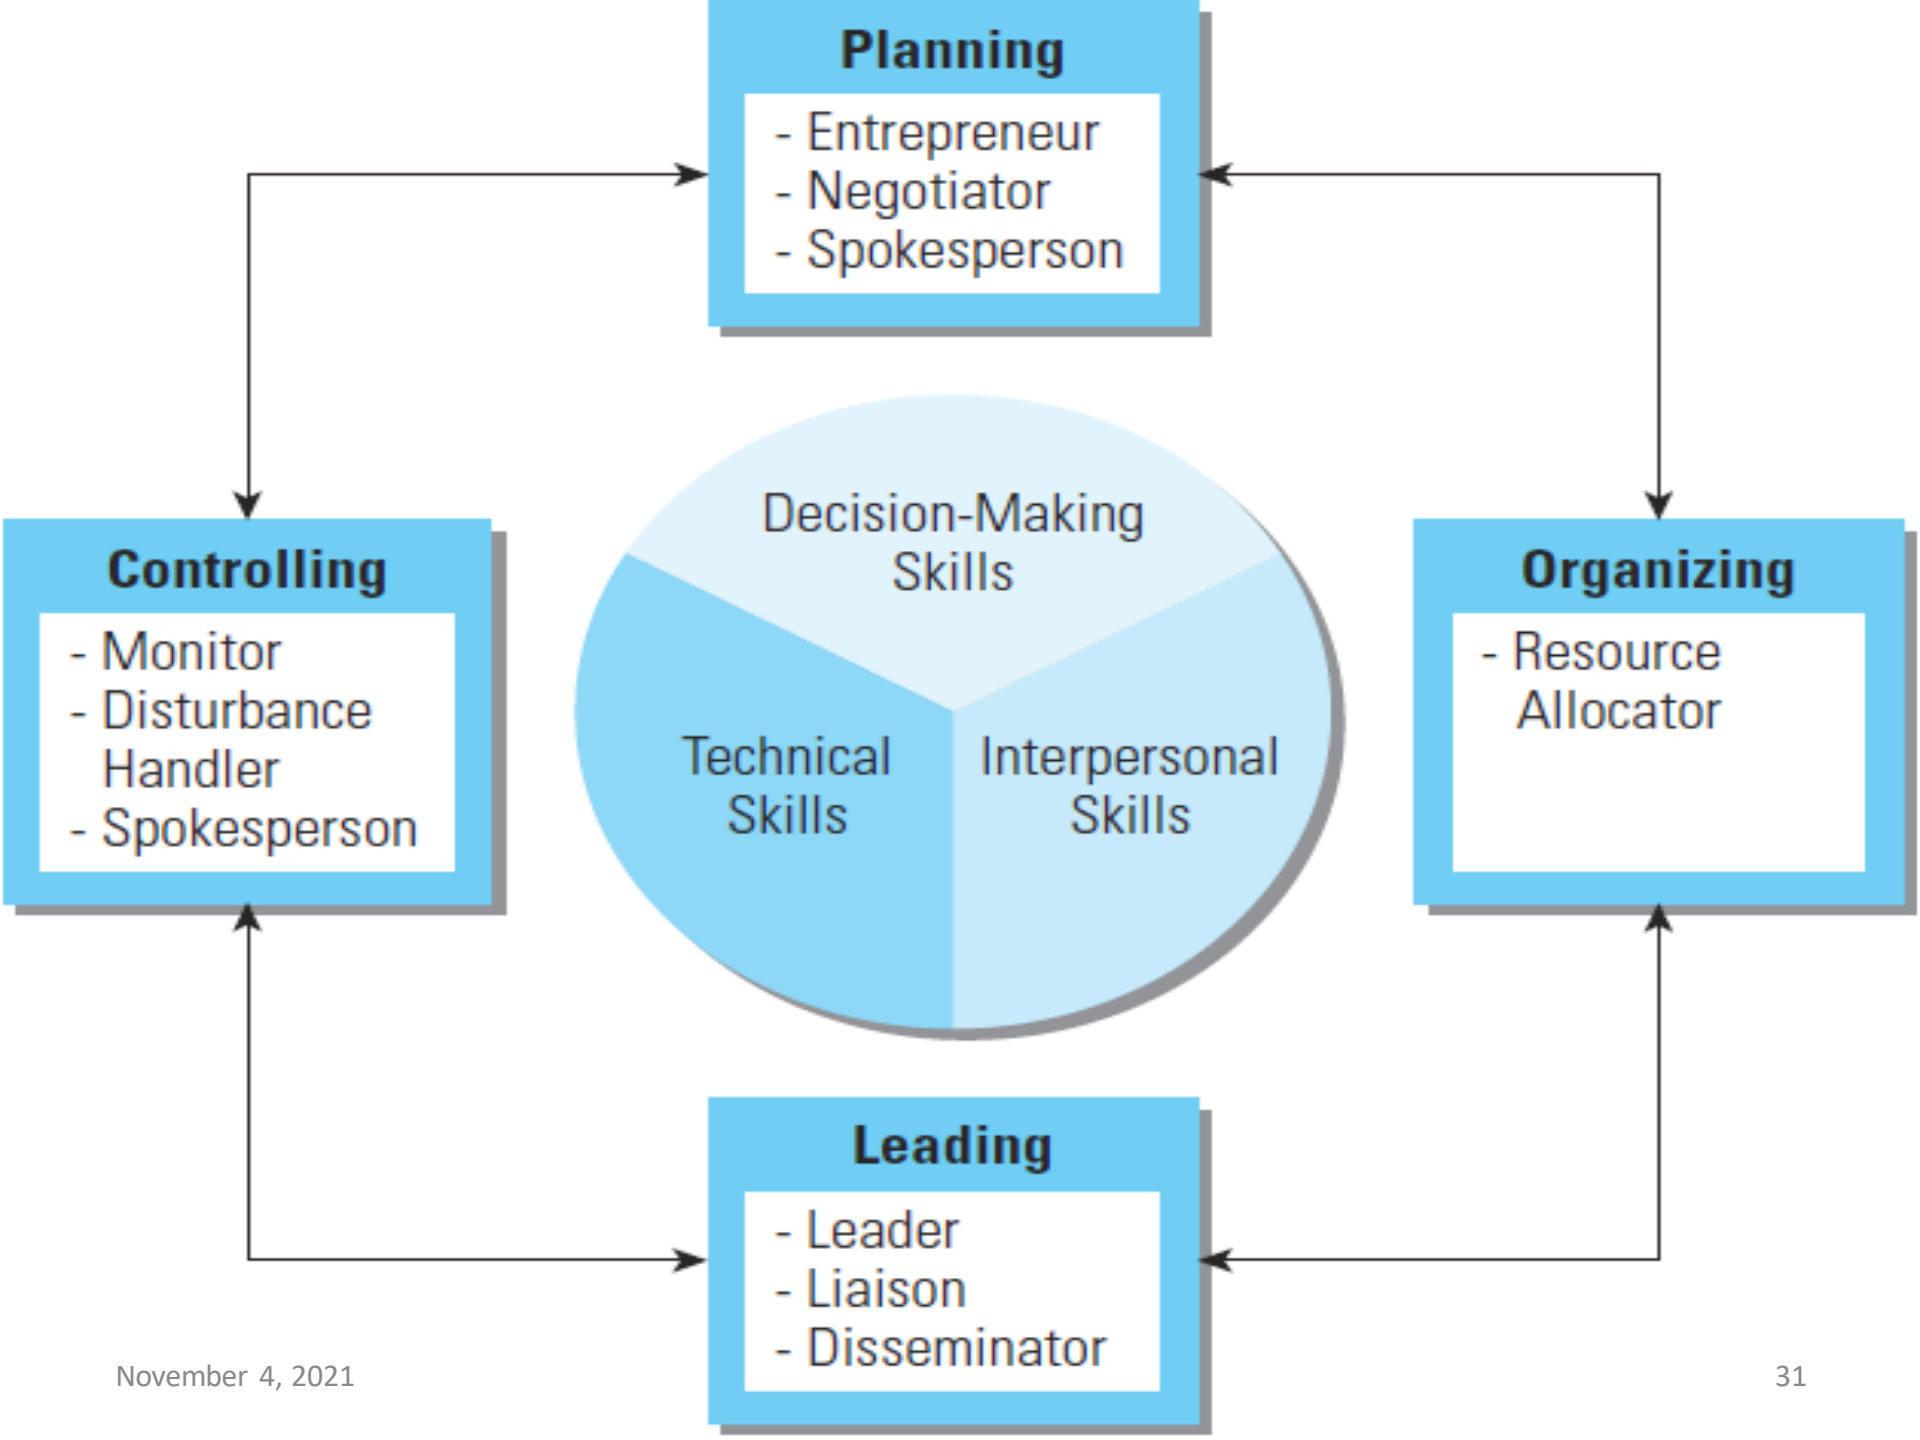 Planning
- Entrepreneur
- Negotiator
- Spokesperson
Decision-Making
Skills
Technical
Skills
Interpersonal
Skills
Controlling
- Monitor
- Disturbance
Handler
- Spokesperson
Organizing
- Resource
Allocator
Leading
- Leader
- Liaison
- Disseminator
November 4, 2021
31